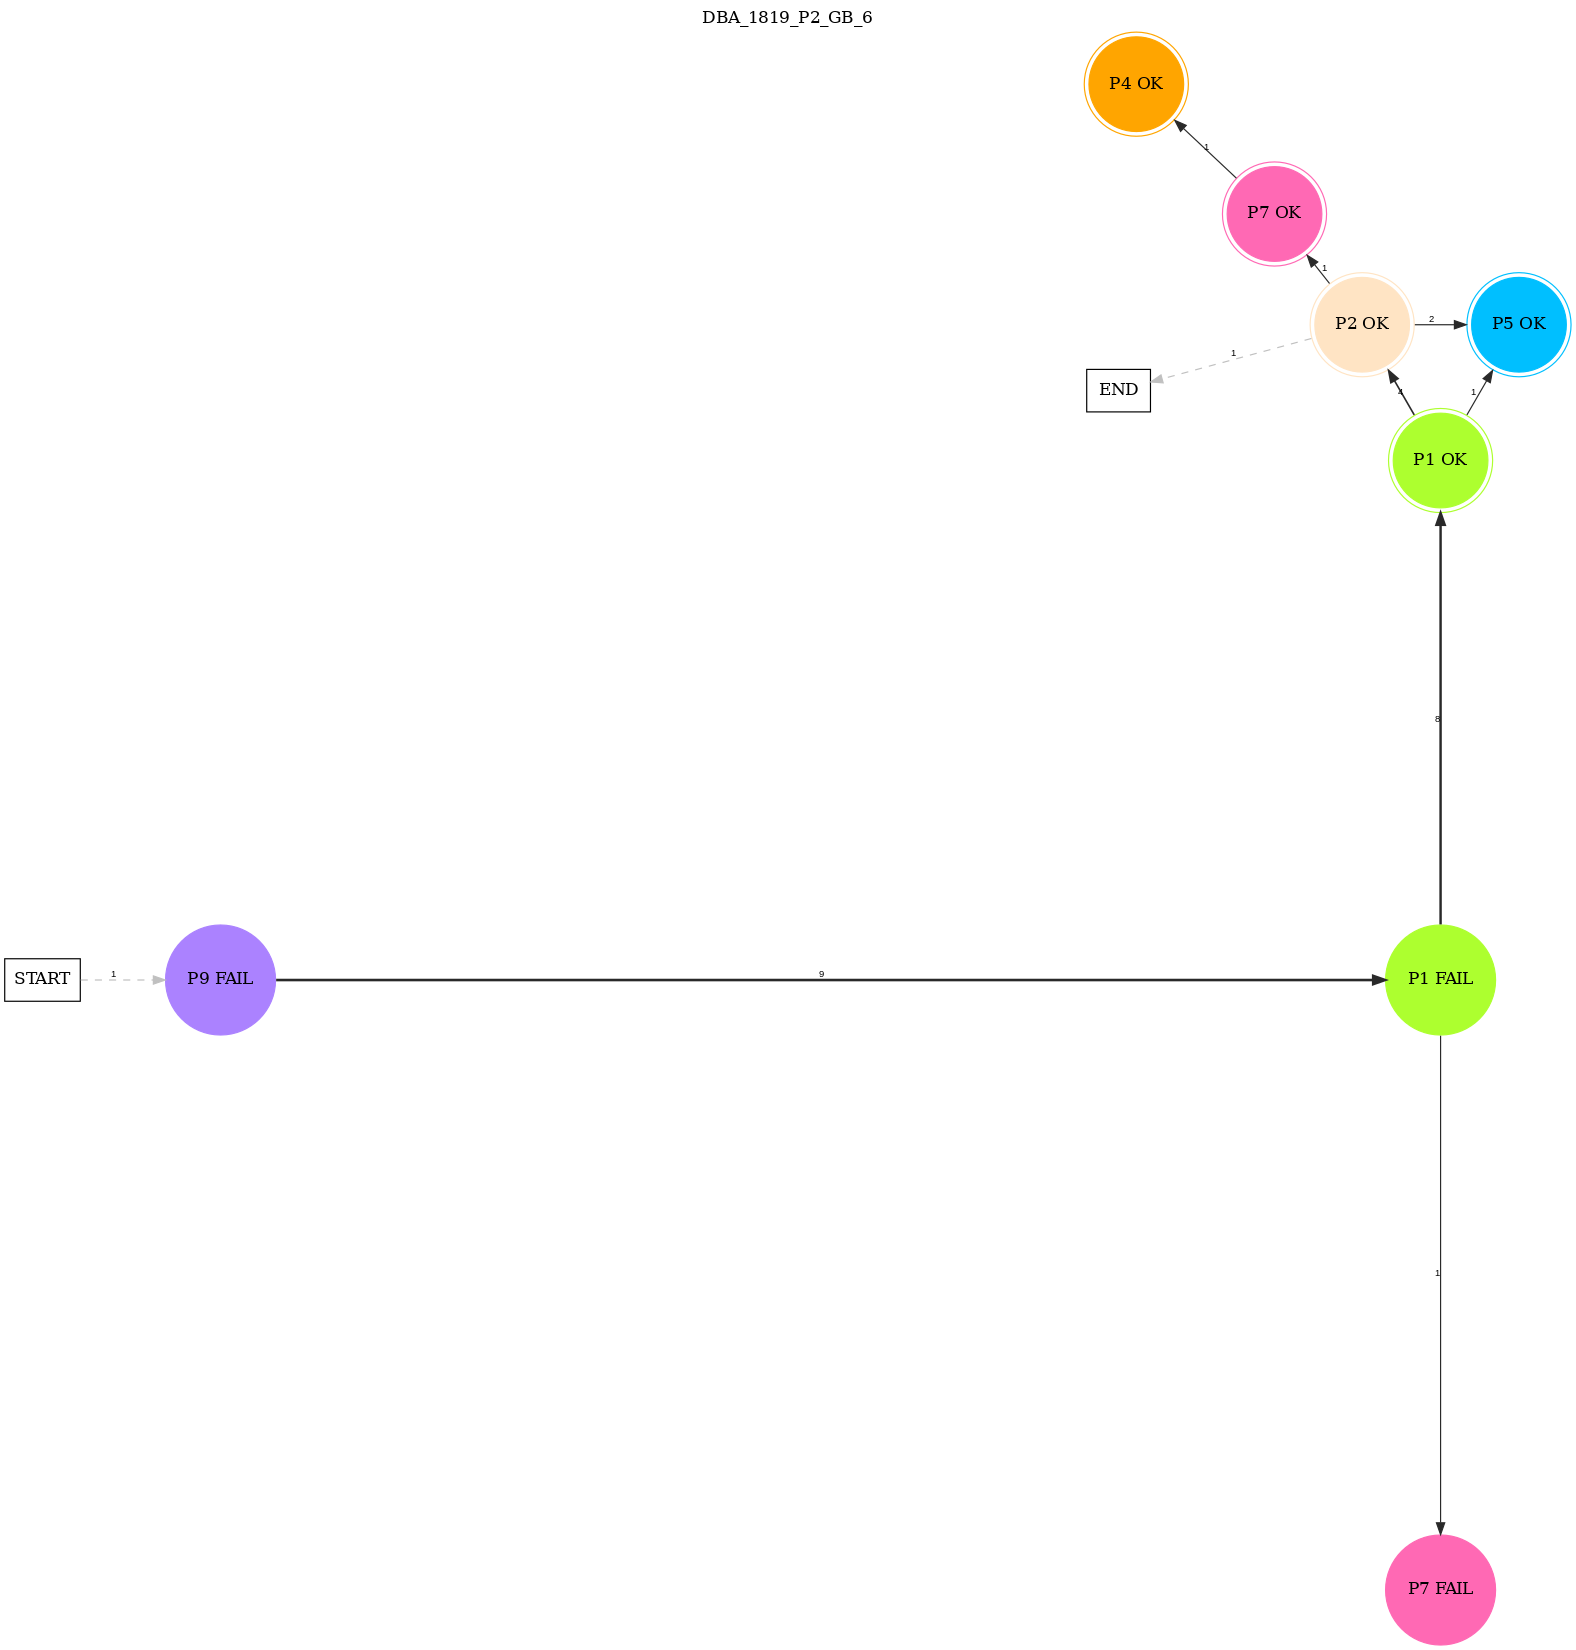 DBA_1819_P2_GB_6
P4 OK
1
P7 OK
1
P2 OK
2
P5 OK
1
END
4
1
P1 OK
8
START
1
P9 FAIL
9
P1 FAIL
1
P7 FAIL